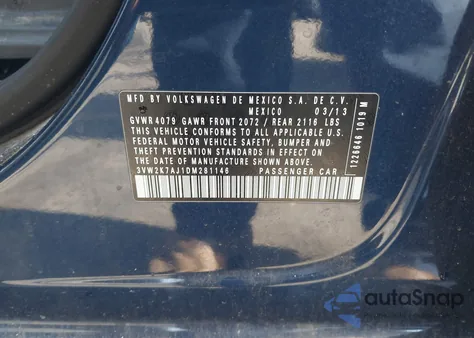 MFD BY VOLKSWAGEN DE MEXICO S.A. DE C.V.
MEXICO 03/13
GVWR 4079 GAWR FRONT 2072 / REAR 2116 LBS
THIS VEHICLE CONFORMS TO ALL APPLICABLE
FEDERAL MOTOR VEHICLE SAFETY, BUMPER AND
THEFT PREVENTION STANDARDS IN EFFECT ON
THE DATE OF MANUFACTURE SHOWN ABOVE.
3VW2K7AJ1DM281146 PASSENGER CAR
1226646 1019 M
autoSnap